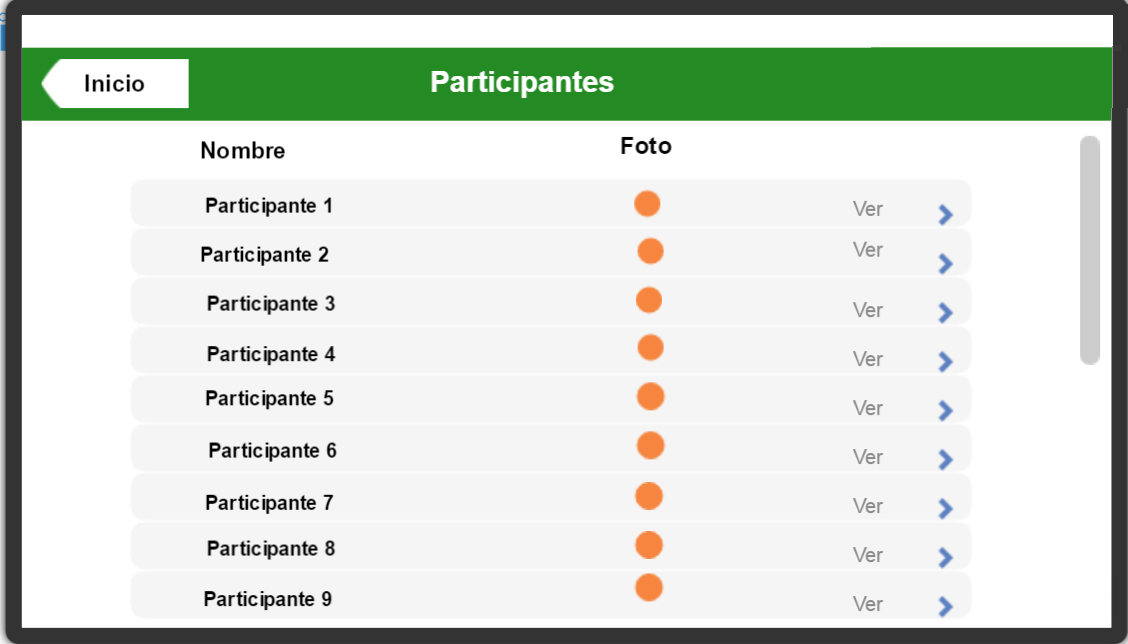 Inicio
Participantes
Nombre Foto
Participante 1 Ver
Participante 2 Ver
Participante 3 Ver
Participante 4 Ver
Participante 5 Ver
Participante 6 Ver
Participante 7 Ver
Participante 8 Ver
Participante 9 Ver